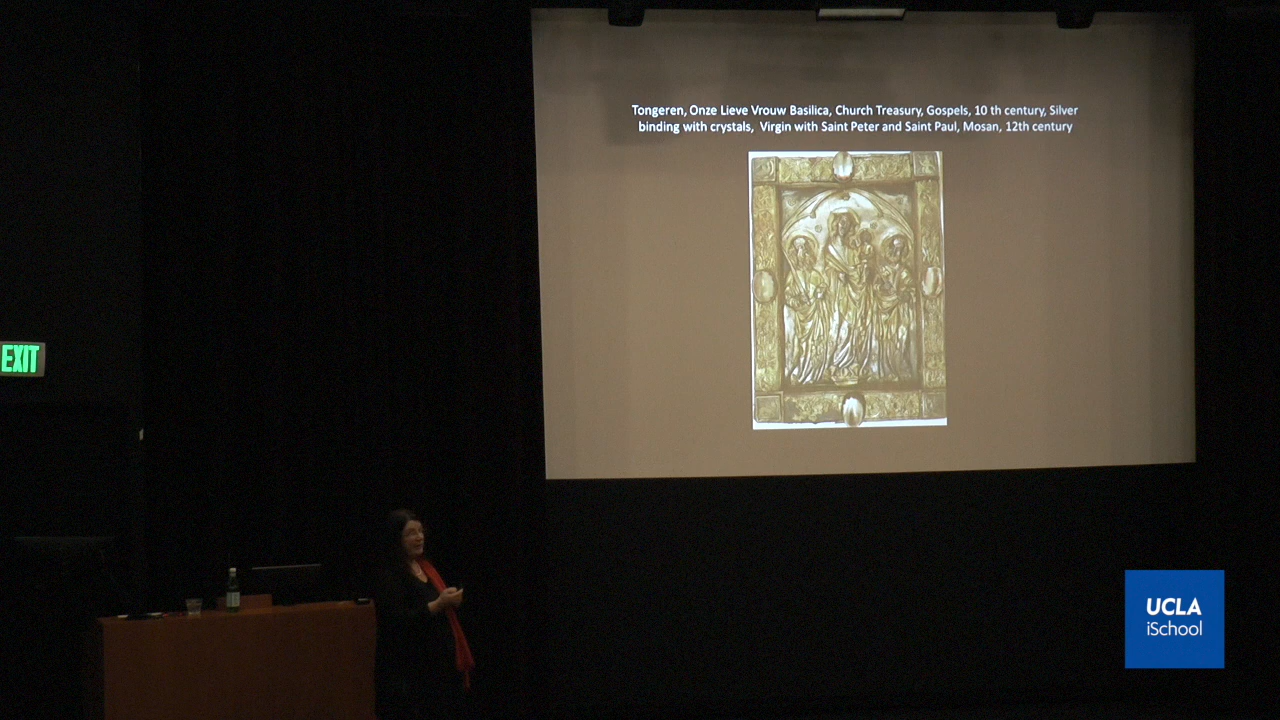 Tongeren, Onze Lieve Vrouw Basilica, Church Treasury, Gospels, 10 th century, Silver
binding with crystals,  Virgin with Saint Peter and Saint Paul, Mosan, 12th century
EXIT
UCLA
iSchool